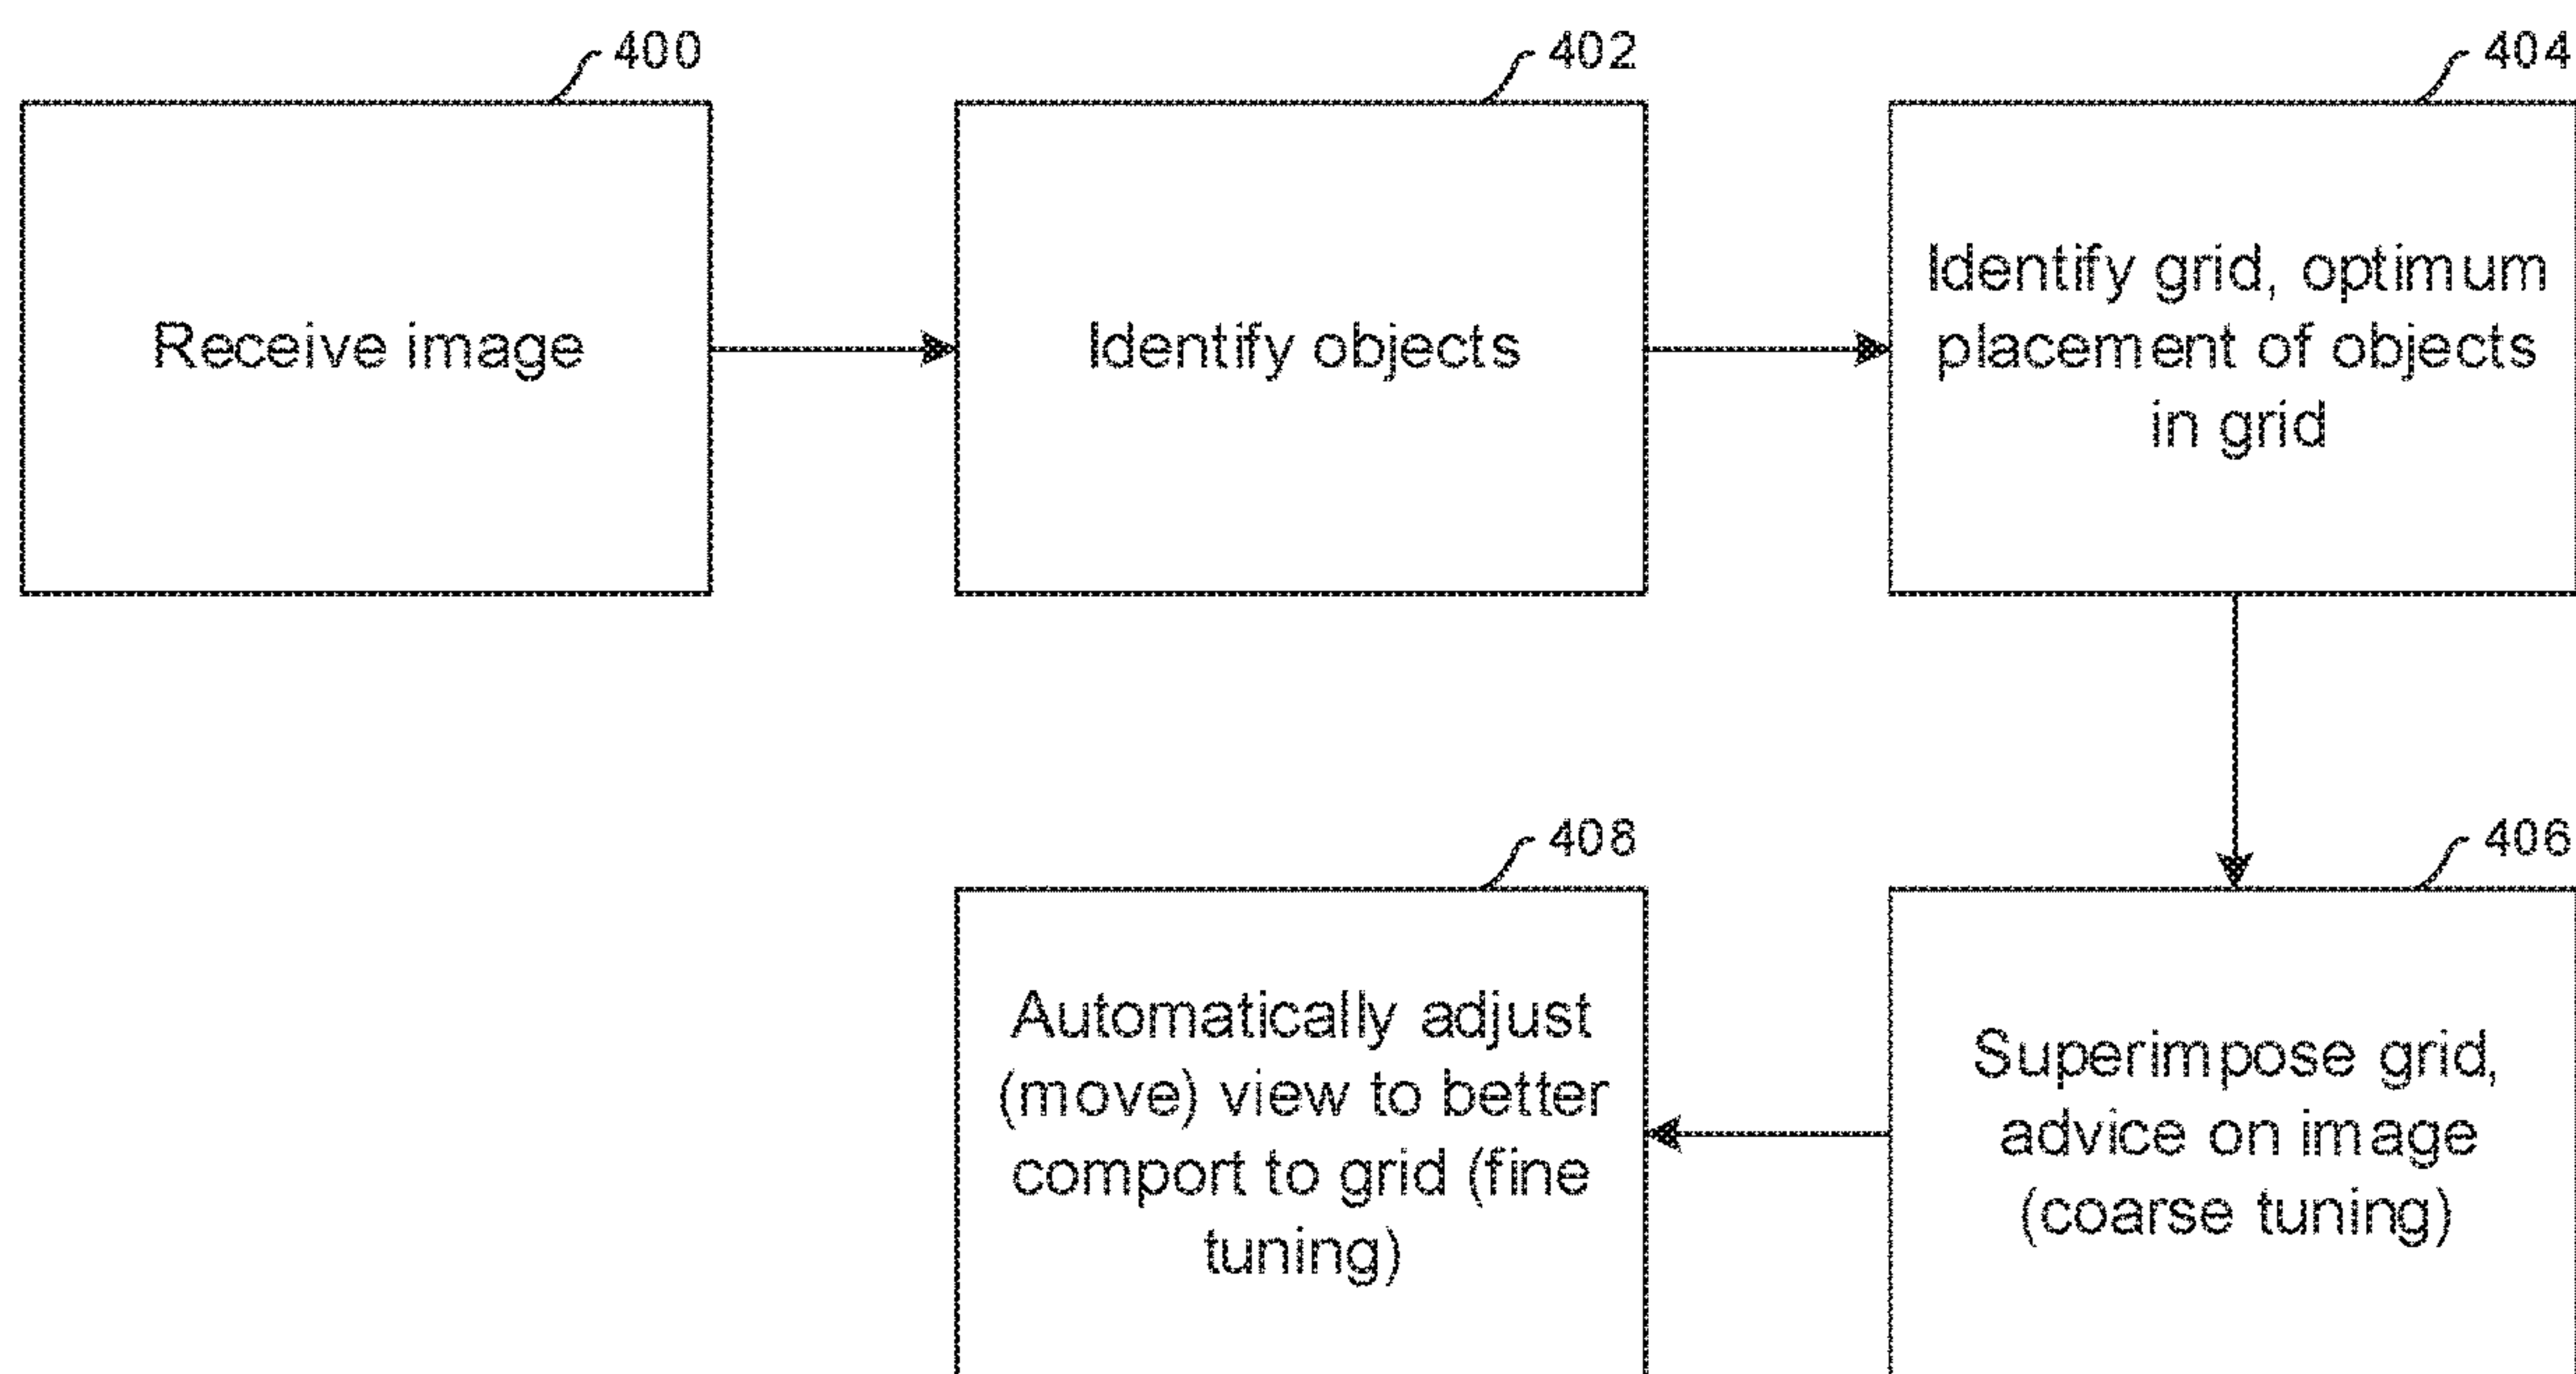 400
Receive image
402
Identify objects
404
Identify grid, optimum
placement of objects
in grid
406
Superimpose grid,
advice on image
(coarse tuning)
408
Automatically adjust
(move) view to better
comport to grid (fine
tuning)